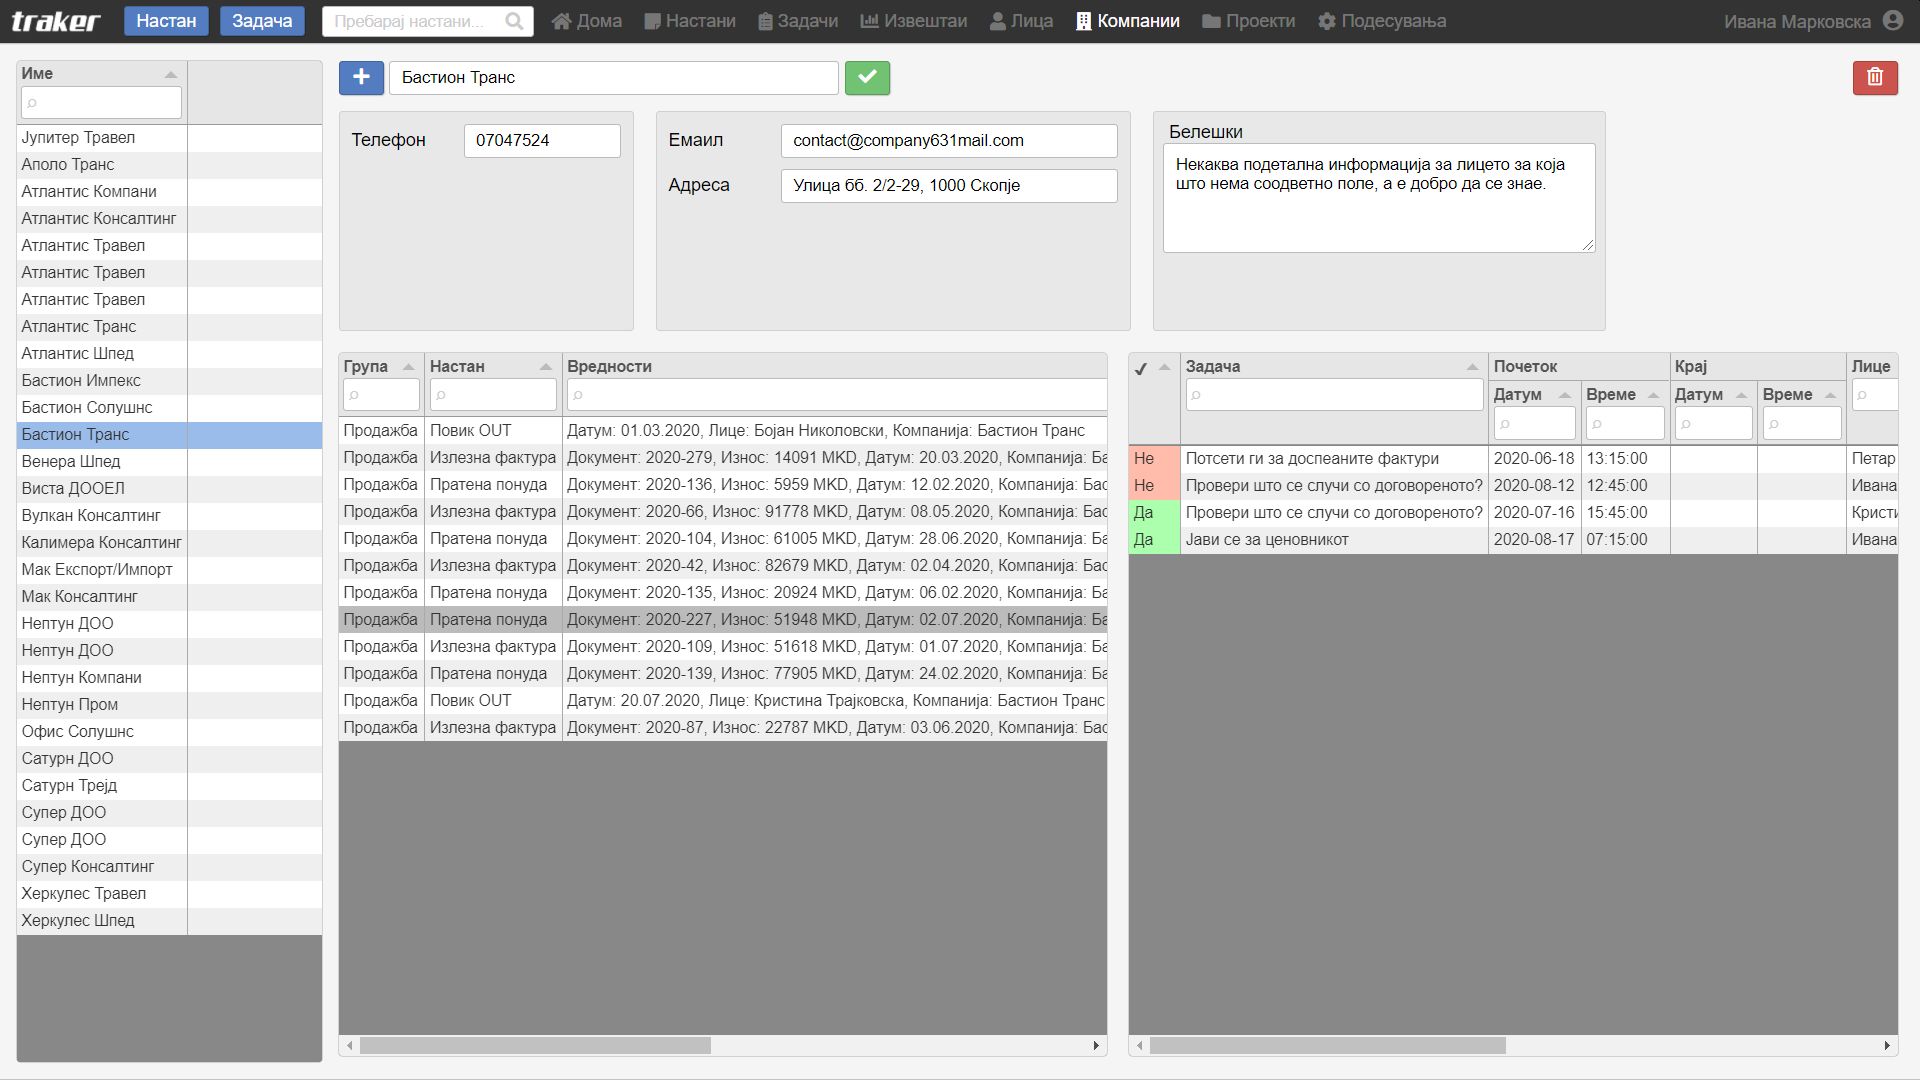 traker Настан Задача Пребарај настани... Дома Настани Задачи Извештаи Лица Компании Проекти Подесувања Ивана Марковска
Име
Јупитер Травел
Аполо Транс
Атлантис Компани
Атлантис Консалтинг
Атлантис Травел
Атлантис Травел
Атлантис Травел
Атлантис Транс
Атлантис Шпед
Бастион Импекс
Бастион Солушнс
Бастион Транс
Венера Шпед
Виста ДООЕЛ
Вулкан Консалтинг
Калимера Консалтинг
Мак Експорт/Импорт
Мак Консалтинг
Нептун ДОО
Нептун ДОО
Нептун Компани
Нептун Пром
Офис Солушнс
Сатурн ДОО
Сатурн Трејд
Супер ДОО
Супер ДОО
Супер Консалтинг
Херкулес Травел
Херкулес Шпед
Бастион Транс
Телефон 07047524
Емаил contact@company631mail.com
Адреса Улица бб. 2/2-29, 1000 Скопје
Белешки
Некаква подетална информација за лицето за која
што нема соодветно поле, а е добро да се знае.
Група Настан Вредности
Продажба Повик OUT Датум: 01.03.2020, Лице: Бојан Николовски, Компанија: Бастион Транс
Продажба Излезна фактура Документ: 2020-279, Износ: 14091 MKD, Датум: 20.03.2020, Компанија: Ба
Продажба Пратена понуда Документ: 2020-136, Износ: 5959 MKD, Датум: 12.02.2020, Компанија: Бас
Продажба Излезна фактура Документ: 2020-66, Износ: 91778 MKD, Датум: 08.05.2020, Компанија: Бас
Продажба Пратена понуда Документ: 2020-104, Износ: 61005 MKD, Датум: 28.06.2020, Компанија: Ба
Продажба Излезна фактура Документ: 2020-42, Износ: 82679 MKD, Датум: 02.04.2020, Компанија: Бас
Продажба Пратена понуда Документ: 2020-135, Износ: 20924 MKD, Датум: 06.02.2020, Компанија: Ба
Продажба Пратена понуда Документ: 2020-227, Износ: 51948 MKD, Датум: 02.07.2020, Компанија: Ба
Продажба Излезна фактура Документ: 2020-109, Износ: 51618 MKD, Датум: 01.07.2020, Компанија: Ба
Продажба Пратена понуда Документ: 2020-139, Износ: 77905 MKD, Датум: 24.02.2020, Компанија: Ба
Продажба Повик OUT Датум: 20.07.2020, Лице: Кристина Трајковска, Компанија: Бастион Транс
Продажба Излезна фактура Документ: 2020-87, Износ: 22787 MKD, Датум: 03.06.2020, Компанија: Бас
✓ Задача Почеток Крај Лице
Датум Време Датум Време
Не Потсети ги за доспеаните фактури 2020-06-18 13:15:00 Петар
Не Провери што се случи со договореното? 2020-08-12 12:45:00 Ивана
Да Провери што се случи со договореното? 2020-07-16 15:45:00 Кристи
Да Јави се за ценовникот 2020-08-17 07:15:00 Ивана